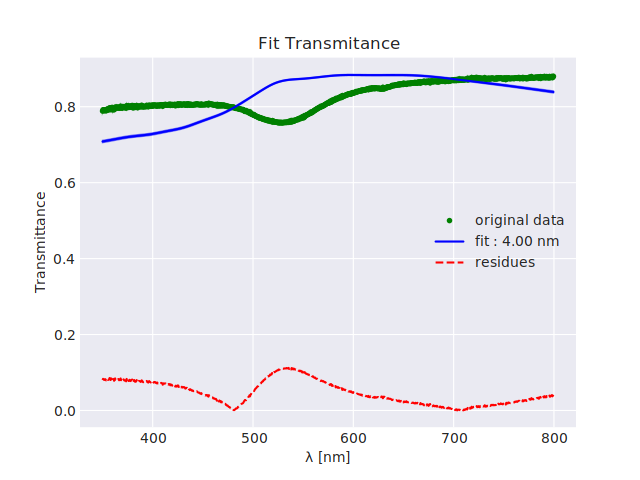 Fit Transmitance
Transmittance
0.8
0.6
0.4
0.2
0.0
original data
fit : 4.00 nm
residues
400 500 600 700 800
λ [nm]